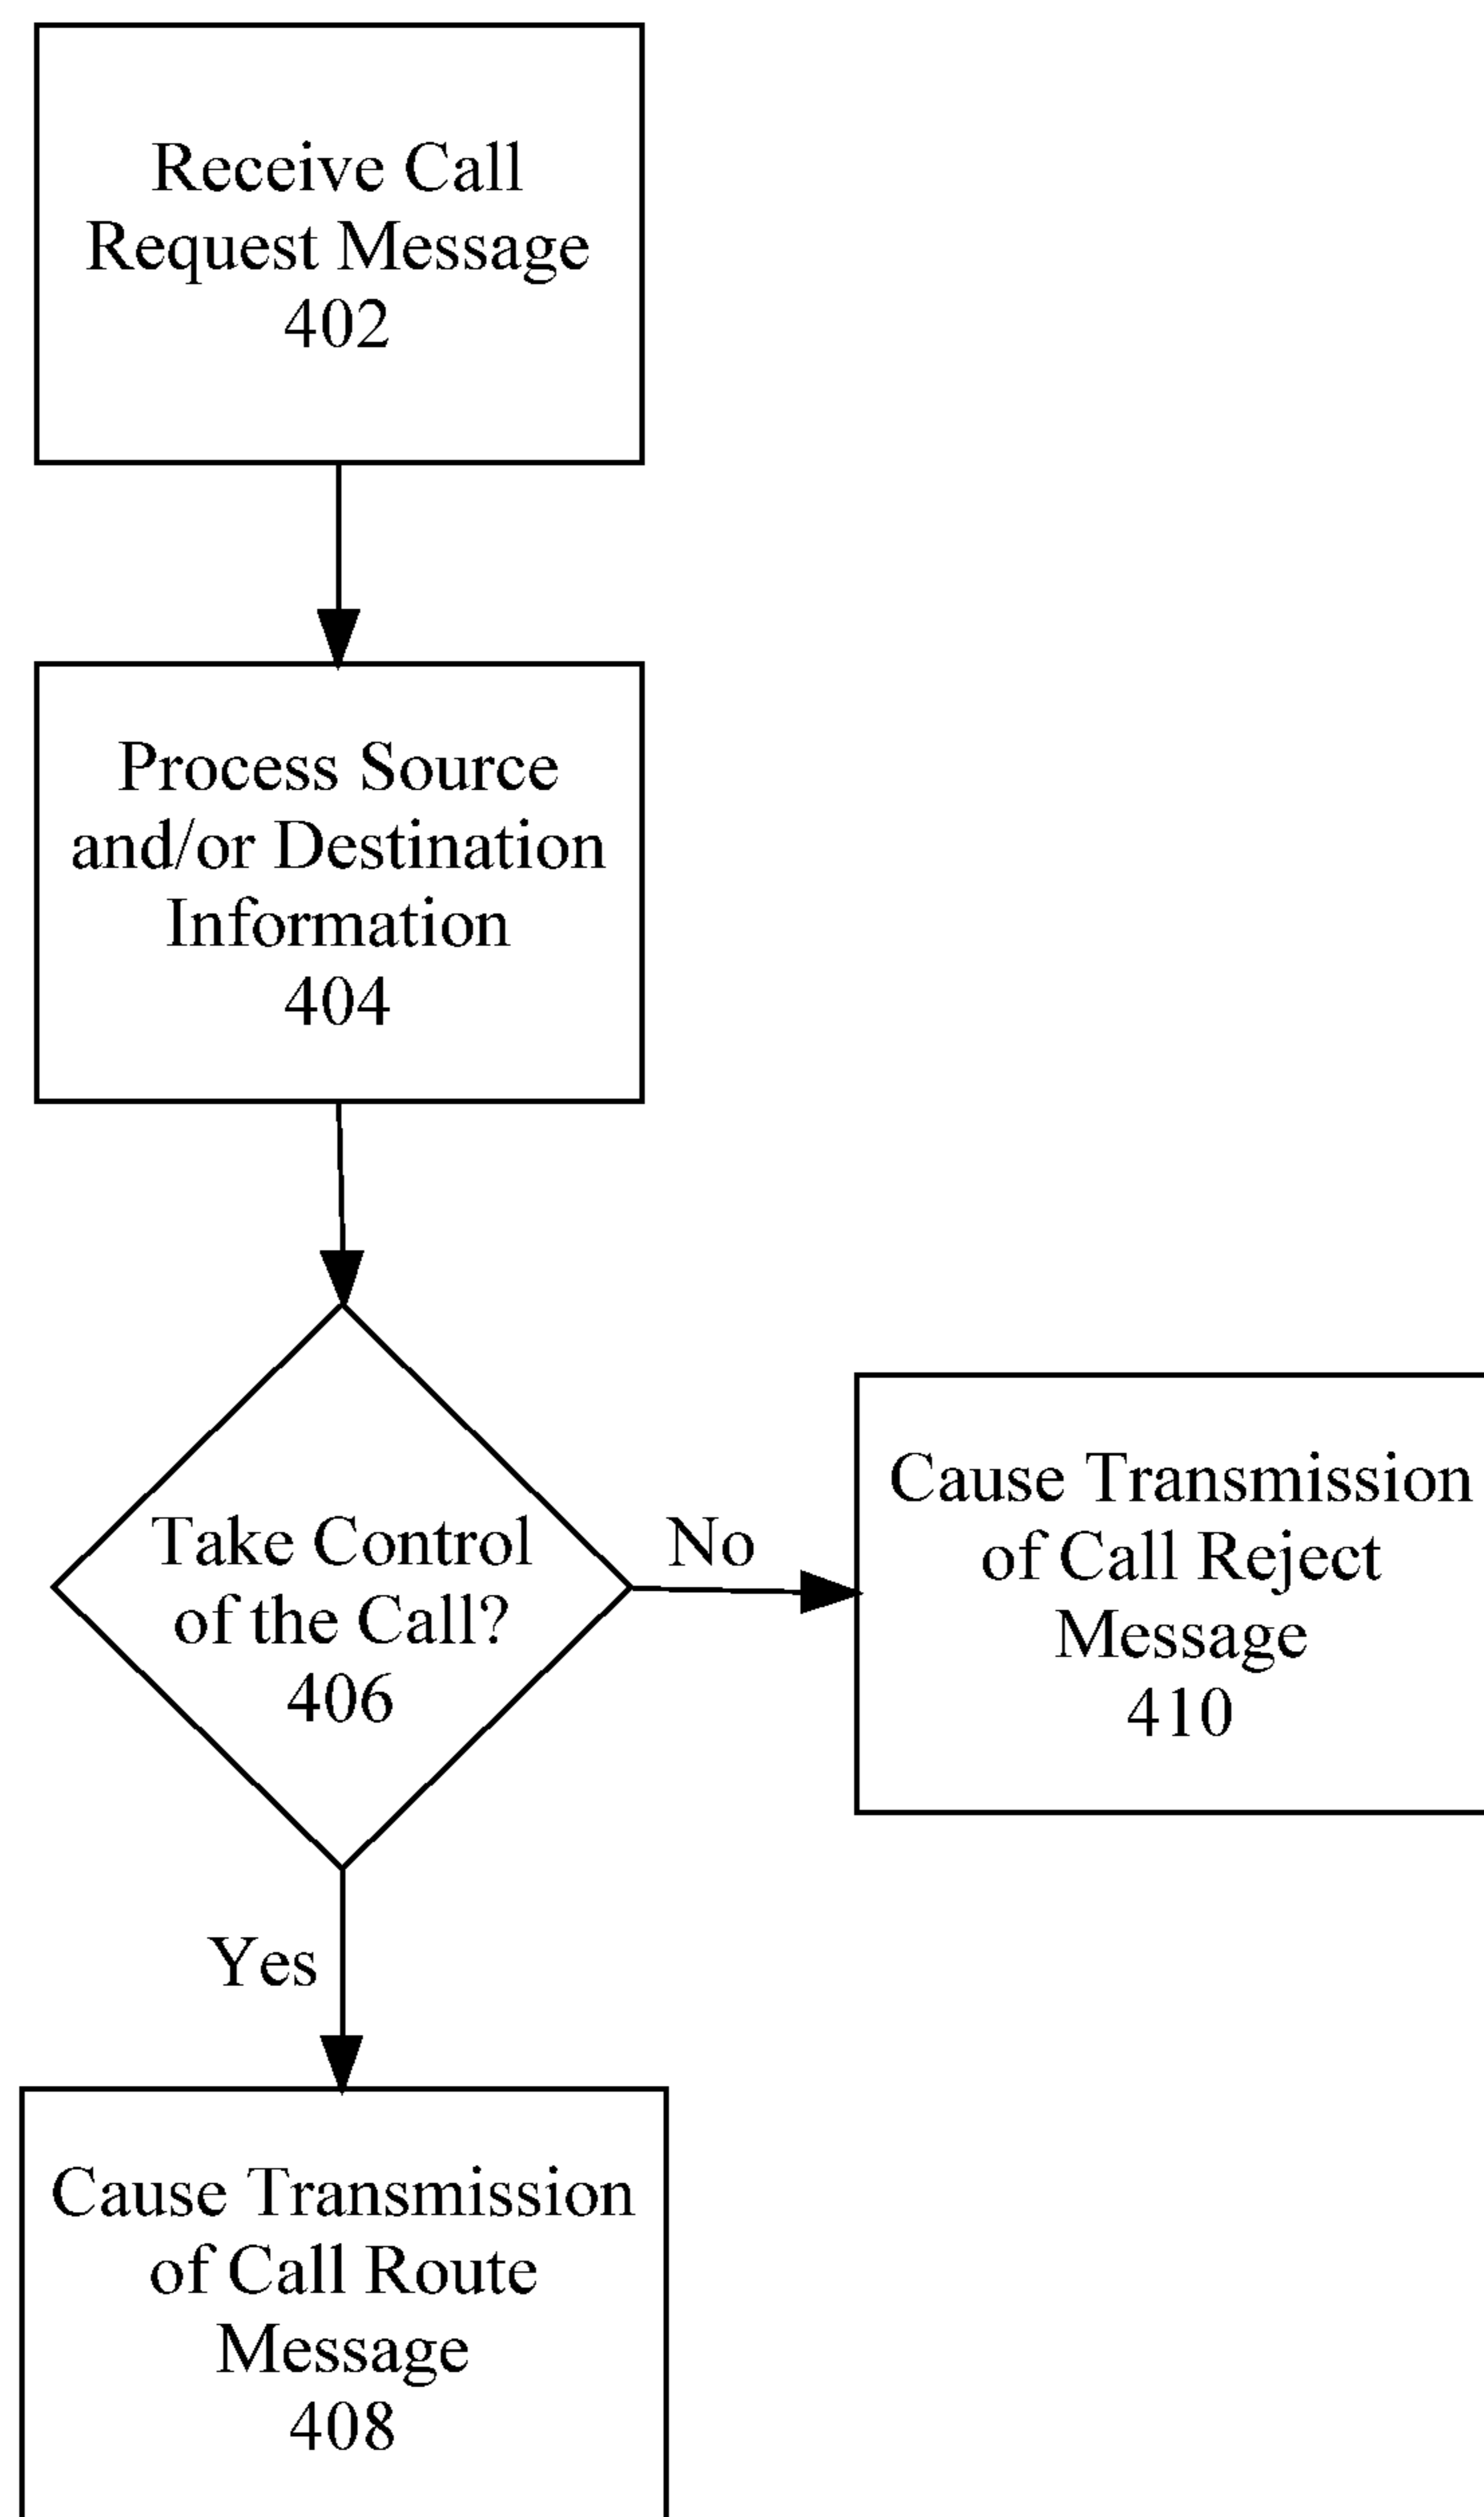 Receive Call
Request Message
402
Process Source
and/or Destination
Information
404
Take Control
of the Call?
406
No
Cause Transmission
of Call Reject
Message
410
Yes
Cause Transmission
of Call Route
Message
408